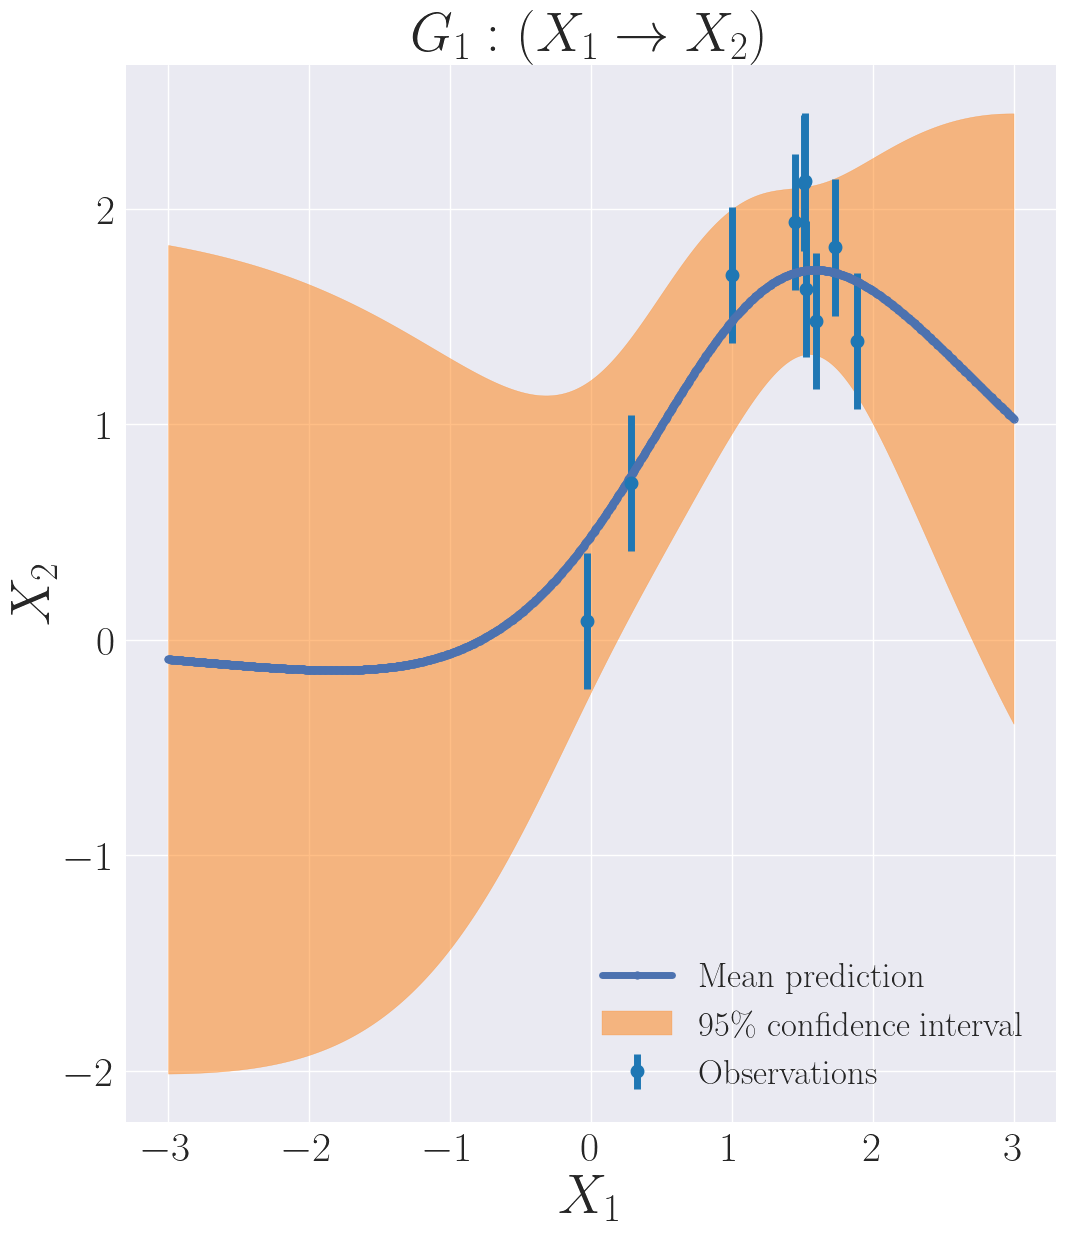 G₁ : (X₁ → X₂)
X₂
2
1
0
−1
−2
Mean prediction
95% confidence interval
Observations
−3 −2 −1 0 1 2 3
X₁